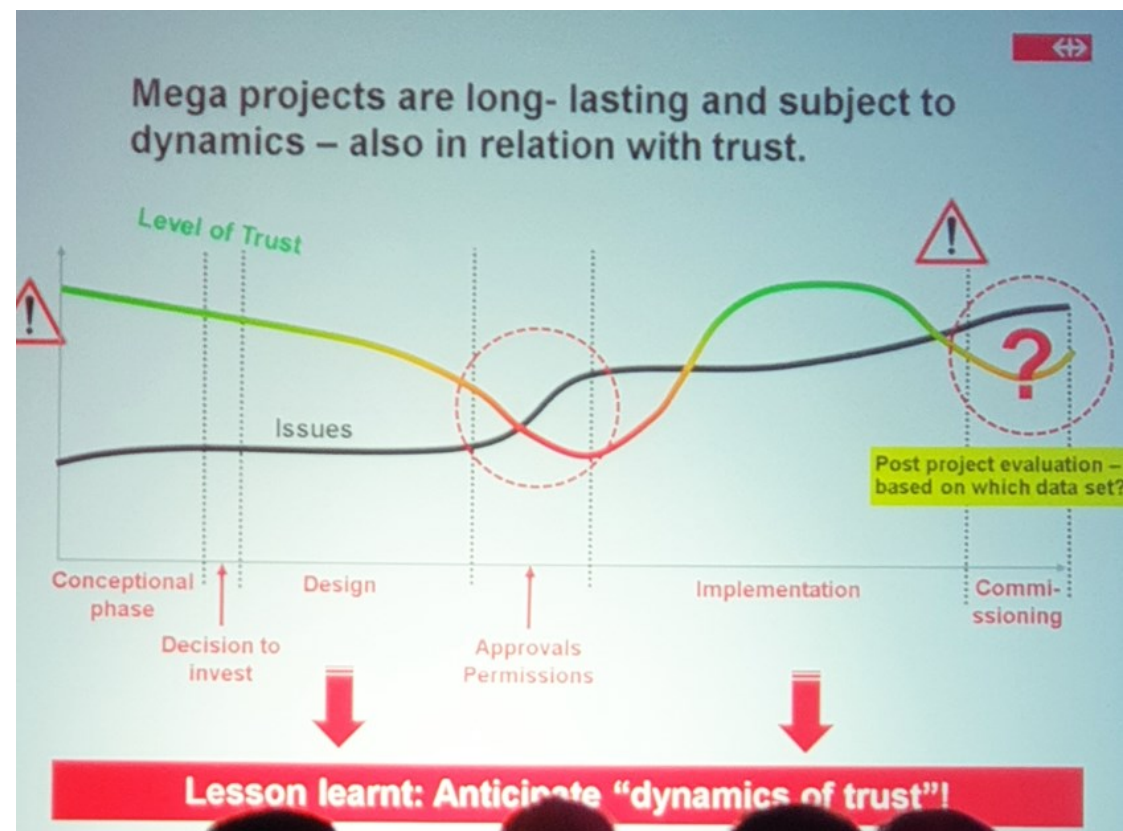 Mega projects are long- lasting and subject to
dynamics – also in relation with trust.
Level of Trust
!
!
Issues
?
Post project evaluation –
based on which data set?
Conceptional
phase
Design
Implementation
Commi-
ssioning
Decision to
invest
Approvals
Permissions
Lesson learnt: Anticipate “dynamics of trust”!